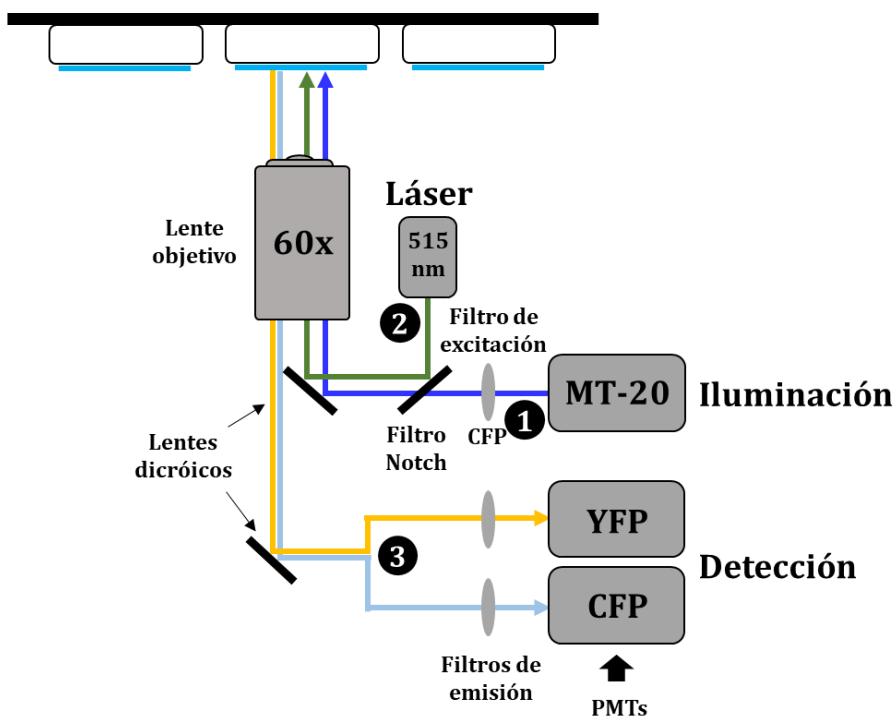 Láser
Lente
objetivo
60x
515
nm
2
Filtro de
excitación
MT-20
Iluminación
1
CFP
Filtro
Notch
Lentes
dicróicos
YFP
3
Detección
CFP
Filtros de
emisión
PMTs